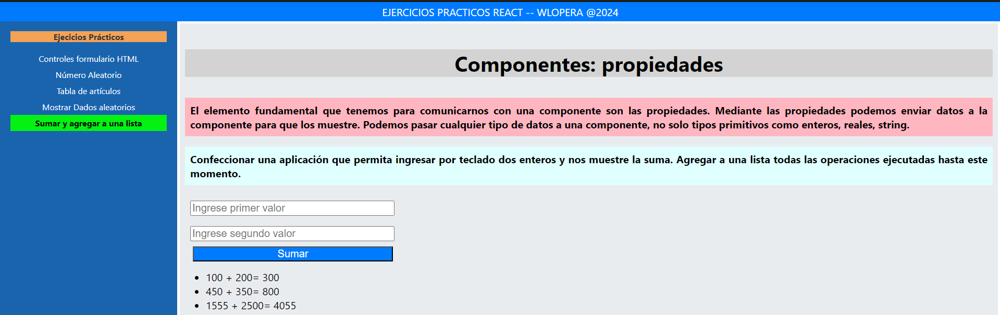 EJERCICIOS PRACTICOS REACT -- WLOPERA @2024
Ejecicios Prácticos
Controles formulario HTML
Número Aleatorio
Tabla de artículos
Mostrar Dados aleatorios
Sumar y agregar a una lista
Componentes: propiedades
El elemento fundamental que tenemos para comunicarnos con una componente son las propiedades. Mediante las propiedades podemos enviar datos a la
componente para que los muestre. Podemos pasar cualquier tipo de datos a una componente, no solo tipos primitivos como enteros, reales, string.
Confeccionar una aplicación que permita ingresar por teclado dos enteros y nos muestre la suma. Agregar a una lista todas las operaciones ejecutadas hasta este
momento.
Ingrese primer valor
Ingrese segundo valor
Sumar
• 100 + 200= 300
• 450 + 350= 800
• 1555 + 2500= 4055